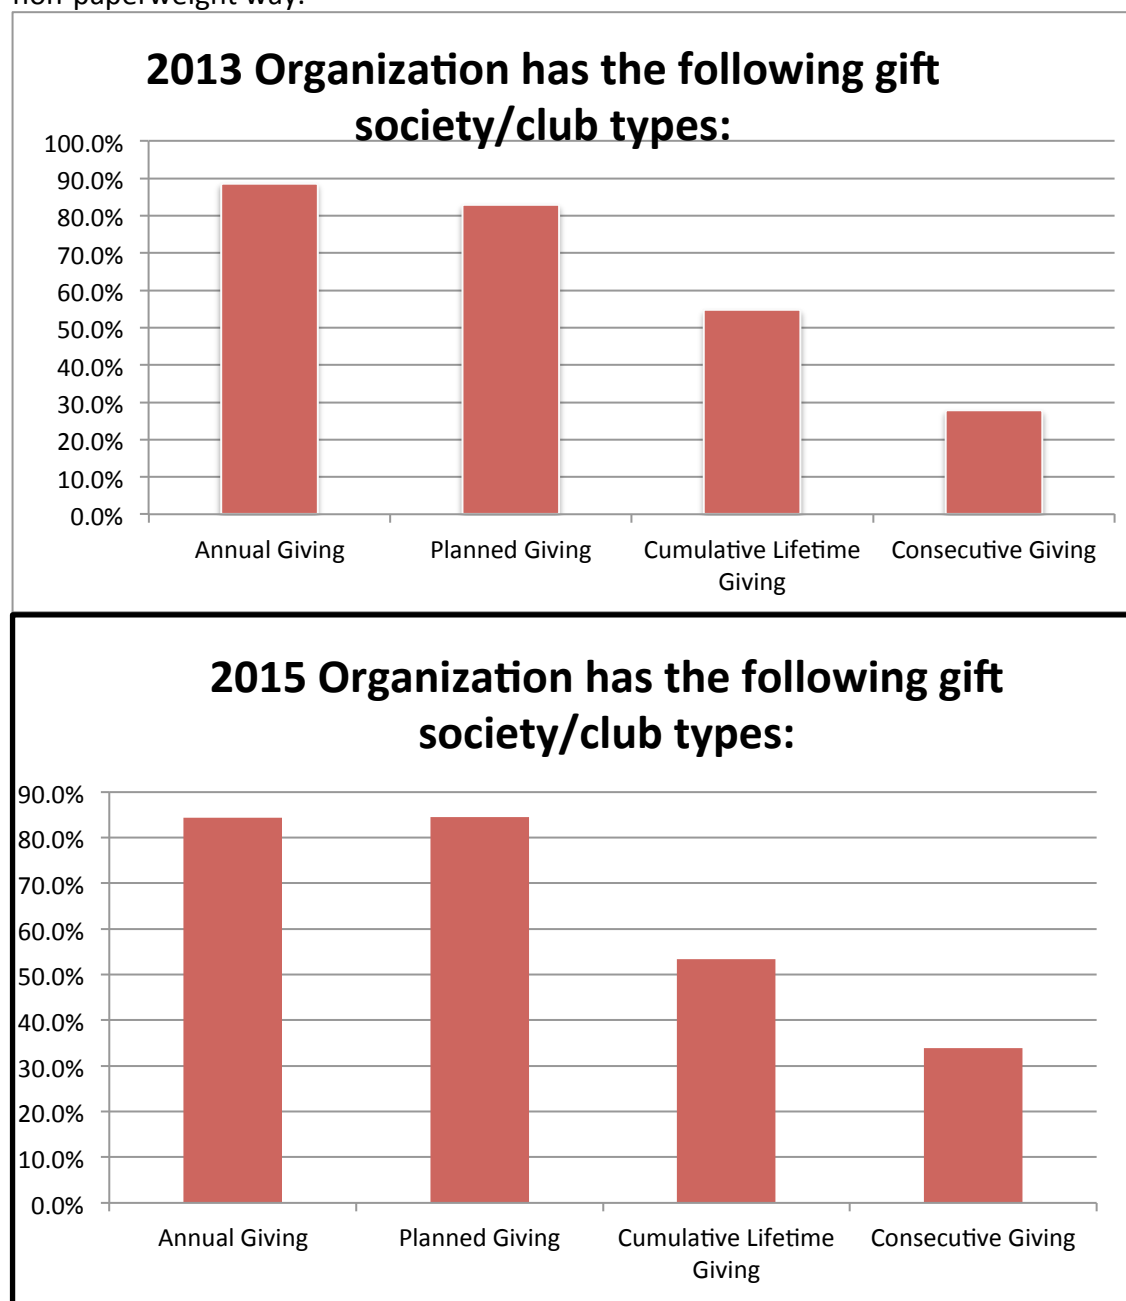 non-paperweight way.
2013 Organization has the following gift
society/club types:
100.0%
90.0%
80.0%
70.0%
60.0%
50.0%
40.0%
30.0%
20.0%
10.0%
0.0%
Annual Giving Planned Giving Cumulative Lifetime Consecutive Giving
Giving
2015 Organization has the following gift
society/club types:
90.0%
80.0%
70.0%
60.0%
50.0%
40.0%
30.0%
20.0%
10.0%
0.0%
Annual Giving Planned Giving Cumulative Lifetime Consecutive Giving
Giving